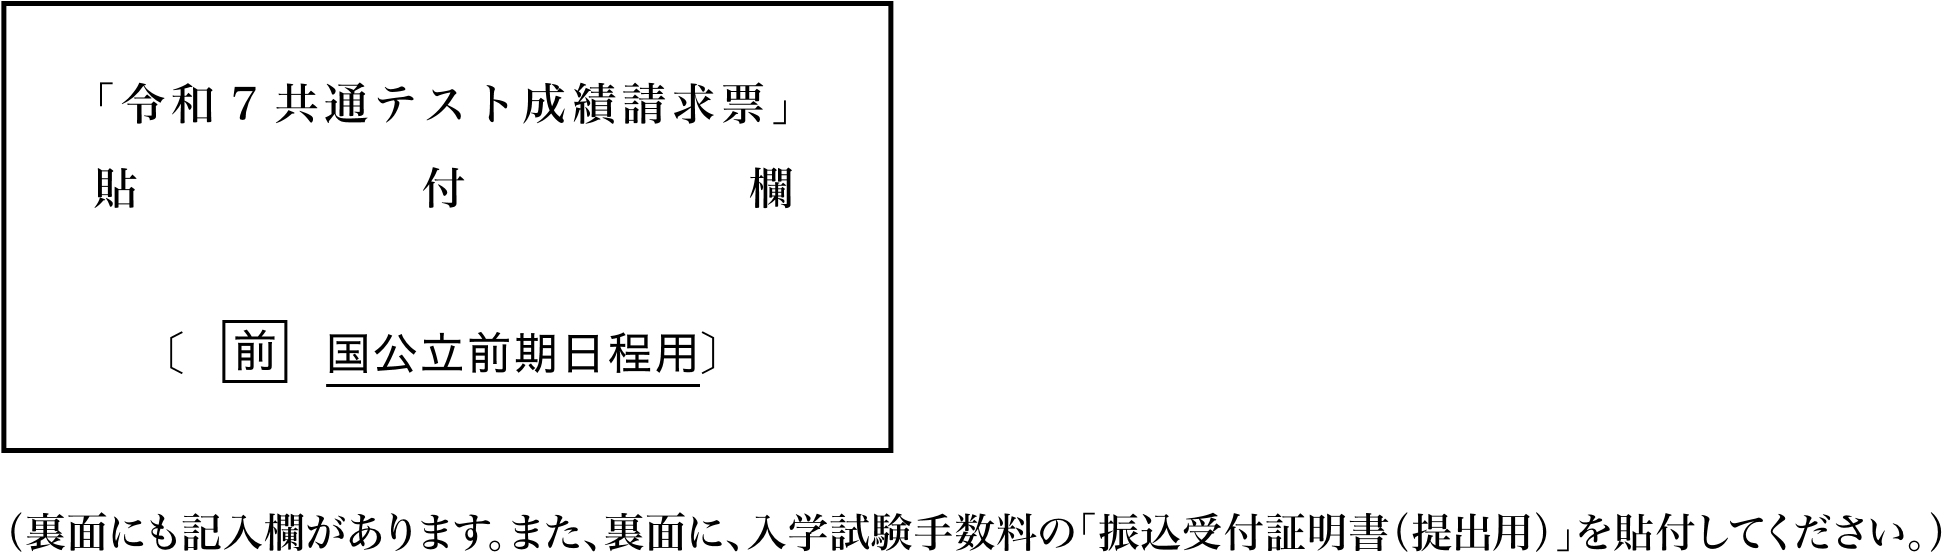 「令和７共通テスト成績請求票」
貼付欄
〔 前 国公立前期日程用〕
（裏面にも記入欄があります。また、裏面に、入学試験手数料の「振込受付証明書（提出用）」を貼付してください。）